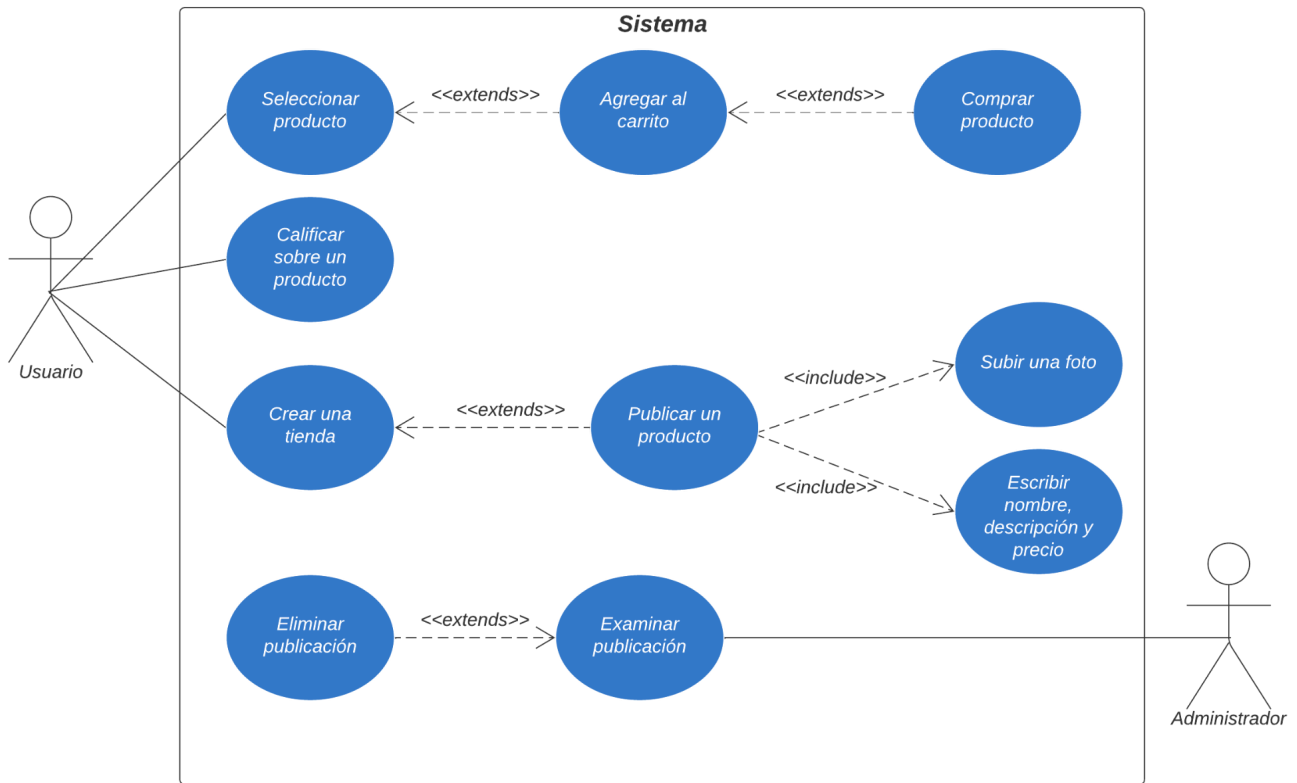 Sistema
Seleccionar
producto
<<extends>>
Agregar al
carrito
<<extends>>
Comprar
producto
Calificar
sobre un
producto
Usuario
Crear una
tienda
<<extends>>
Publicar un
producto
<<include>>
Subir una foto
<<include>>
Escribir
nombre,
descripción y
precio
Eliminar
publicación
<<extends>>
Examinar
publicación
Administrador